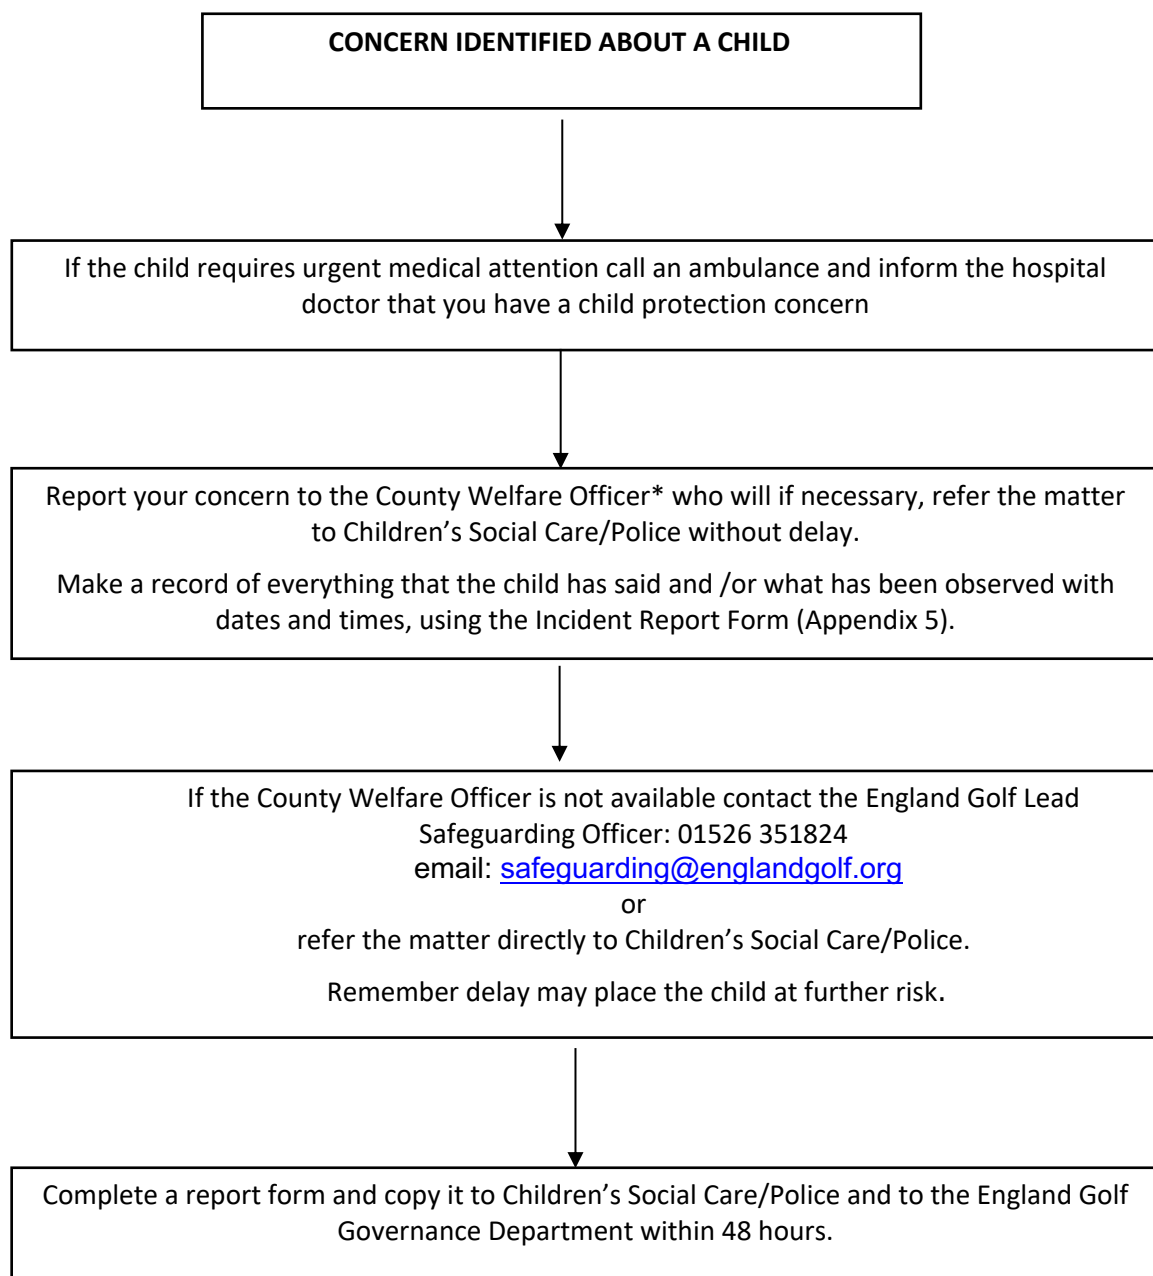 CONCERN IDENTIFIED ABOUT A CHILD
If the child requires urgent medical attention call an ambulance and inform the hospital
doctor that you have a child protection concern
Report your concern to the County Welfare Officer* who will if necessary, refer the matter
to Children’s Social Care/Police without delay.
Make a record of everything that the child has said and /or what has been observed with
dates and times, using the Incident Report Form (Appendix 5).
If the County Welfare Officer is not available contact the England Golf Lead
Safeguarding Officer: 01526 351824
email: safeguarding@englandgolf.org
or
refer the matter directly to Children’s Social Care/Police.
Remember delay may place the child at further risk.
Complete a report form and copy it to Children’s Social Care/Police and to the England Golf
Governance Department within 48 hours.